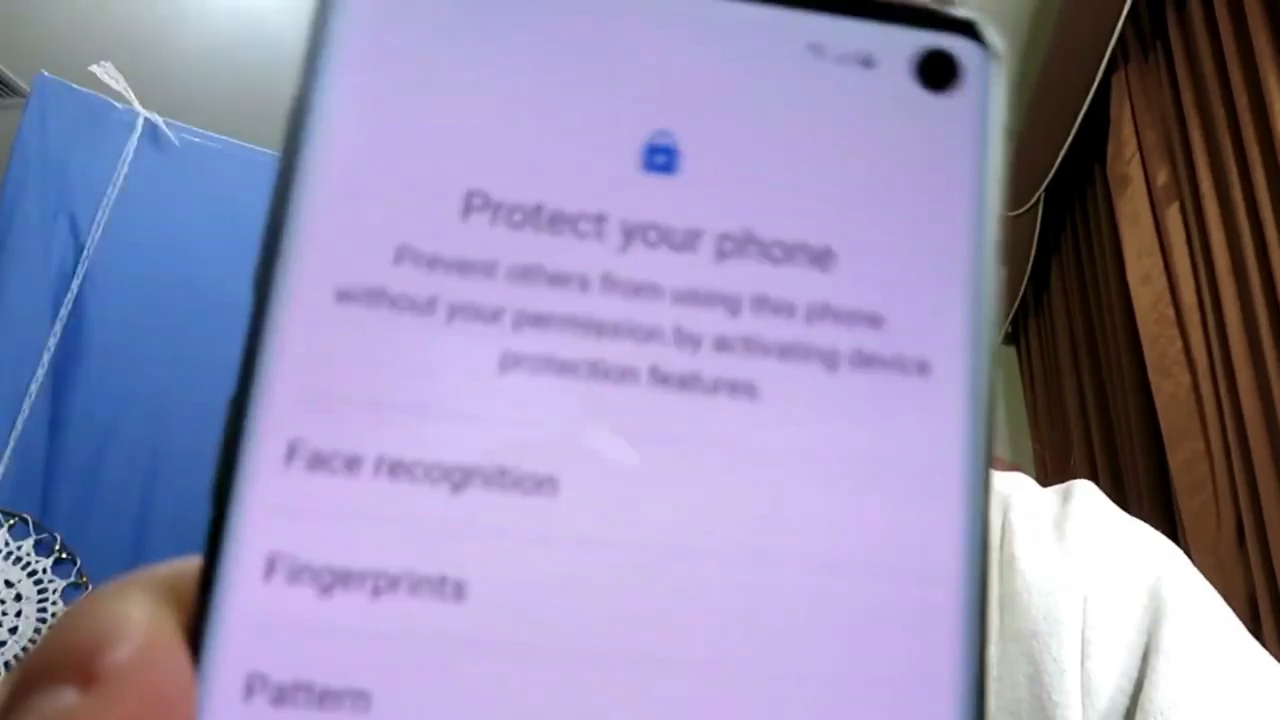 Protect your phone
Prevent others from using this phone
without your permission by activating device
protection features.
Face recognition
Fingerprints
Pattern